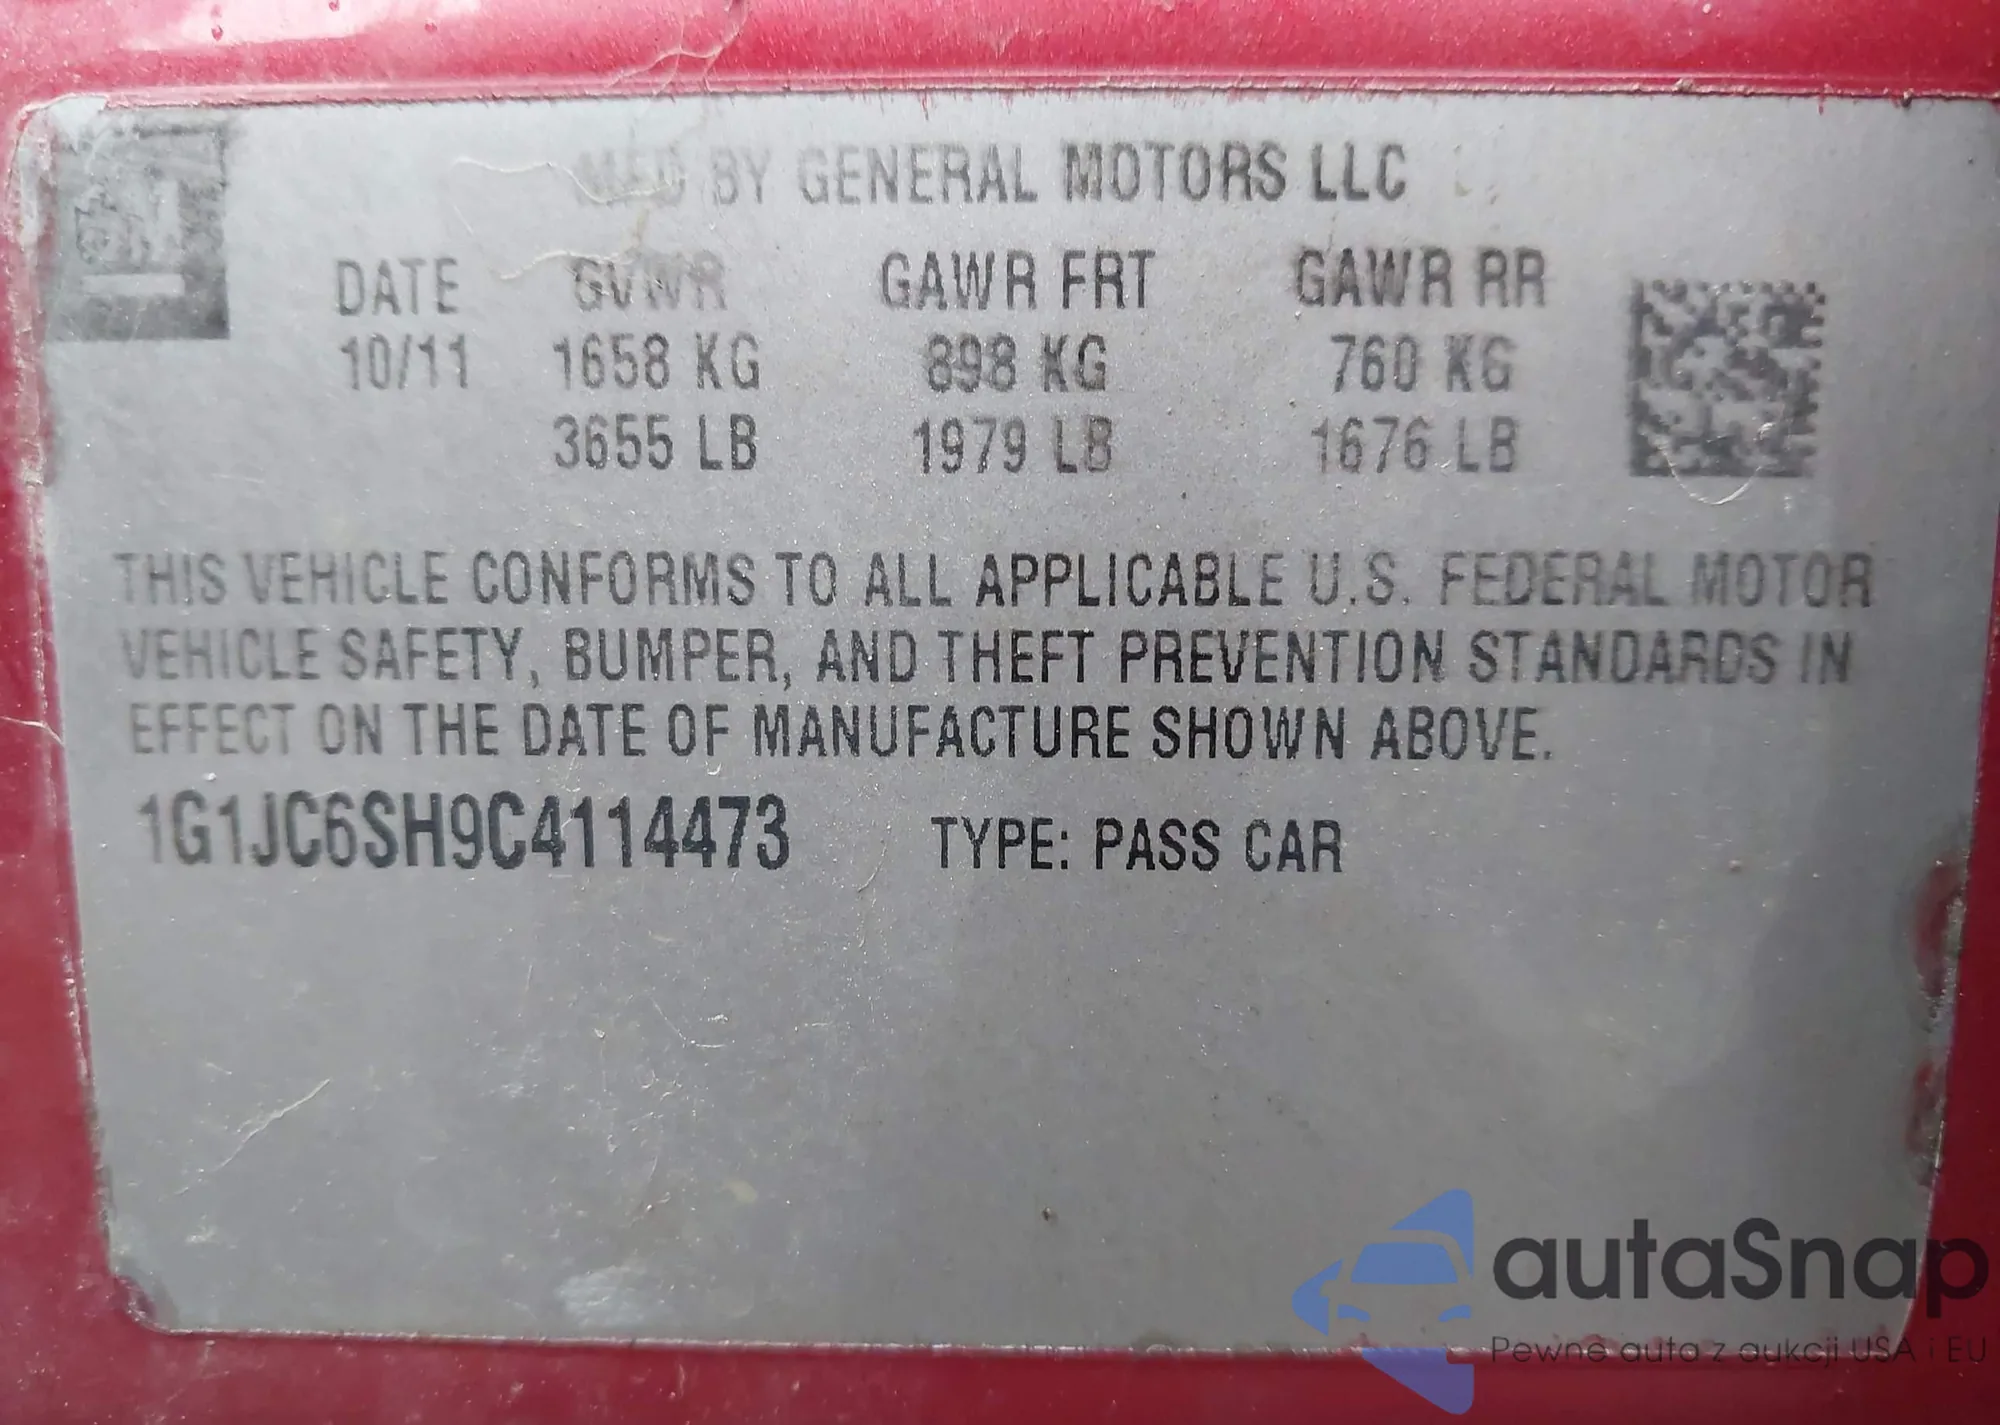 MFD BY GENERAL MOTORS LLC
DATE GVWR GAWR FRT GAWR RR
10/11 1658 KG 898 KG 760 KG
3655 LB 1979 LB 1676 LB
THIS VEHICLE CONFORMS TO ALL APPLICABLE U.S. FEDERAL MOTOR
VEHICLE SAFETY, BUMPER, AND THEFT PREVENTION STANDARDS IN
EFFECT ON THE DATE OF MANUFACTURE SHOWN ABOVE.
1G1JC6SH9C4114473 TYPE: PASS CAR
autaSnap
Pewne auta z aukcji USA i EU